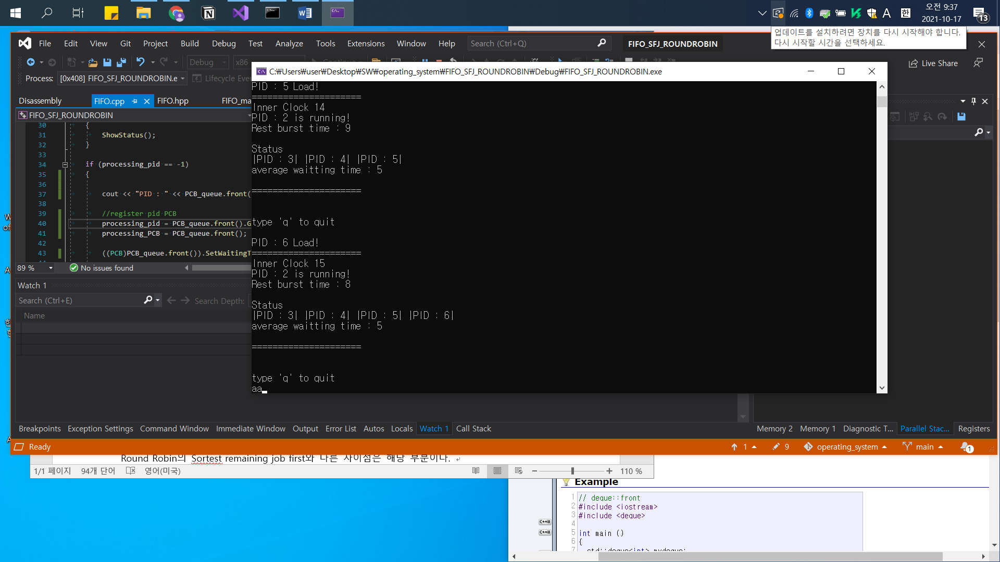 오전 9:37
2021-10-17
A
한
13
업데이트를 설치하려면 장치를 다시 시작해야 합니다.
다시 시작할 시간을 선택하세요.
File Edit View Git Project Build Debug Test Analyze Tools Extensions Window Help Search (Ctrl+Q) FIFO_SFJ_ROUNDROBIN
Debug x86 Continue
Live Share
Process: [0x408] FIFO_SFJ_ROUNDROBIN.e Lifecycle Eve
Disassembly FIFO.cpp FIFO.hpp FIFO_ma
FIFO_SFJ_ROUNDROBIN
30 {
31 ShowStatus();
32 }
33
34 if (processing_pid == -1)
35 {
36
37 cout << "PID : " << PCB_queue.front(
38
39 //register pid PCB
40 processing_pid = PCB_queue.front().G
41 processing_PCB = PCB_queue.front();
42
43 ((PCB)PCB_queue.front()).SetWaitingT
89 % No issues found
Watch 1
Search (Ctrl+E) Search Depth:
Name
C:₩Users₩user₩Desktop₩SW₩operating_system₩FIFO_SFJ_ROUNDROBIN₩Debug₩FIFO_SFJ_ROUNDROBIN.exe
PID : 5 Load!
=====================
Inner Clock 14
PID : 2 is running!
Rest burst time : 9
Status
|PID : 3| |PID : 4| |PID : 5|
average waitting time : 5
=====================
type 'q' to quit
PID : 6 Load!
=====================
Inner Clock 15
PID : 2 is running!
Rest burst time : 8
Status
|PID : 3| |PID : 4| |PID : 5| |PID : 6|
average waitting time : 5
=====================
type 'q' to quit
aa
Breakpoints Exception Settings Command Window Immediate Window Output Error List Autos Locals Watch 1 Call Stack
Memory 2 Memory 1 Diagnostic T... Parallel Stac... Registers
Ready
1 9 operating_system main 1
Round Robin의 Sortest remaining job first와 다른 사이점은 해당 부분이다.
1/1 페이지 94개 단어 영어(미국) 110 %
Example
1 // deque::front
2 #include <iostream>
3 #include <deque>
4
5 int main ()
6 {
7 std::deque<int> mydeque;